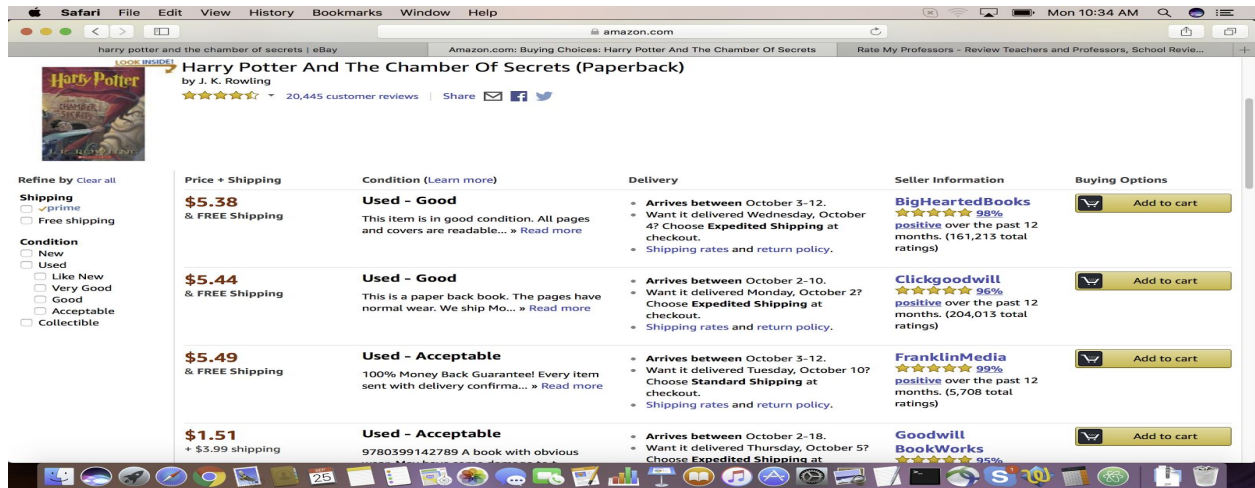 Safari File Edit View History Bookmarks Window Help Mon 10:34 AM
amazon.com
harry potter and the chamber of secrets | eBay
Amazon.com: Buying Choices: Harry Potter And The Chamber Of Secrets
Rate My Professors - Review Teachers and Professors, School Revie...
LOOK INSIDE!
Harry Potter
CHAMBER
SECRETS
J.K. ROWLING
Harry Potter And The Chamber Of Secrets (Paperback)
by J. K. Rowling
20,445 customer reviews | Share
Refine by Clear all
Shipping
prime
Free shipping
Condition
New
Used
Like New
Very Good
Good
Acceptable
Collectible
Price + Shipping
Condition (Learn more)
Delivery
Seller Information
Buying Options
$5.38
& FREE Shipping
Used - Good
This item is in good condition. All pages
and covers are readable... » Read more
Arrives between October 3-12.
Want it delivered Wednesday, October
4? Choose Expedited Shipping at
checkout.
Shipping rates and return policy.
BigHeartedBooks
98%
positive over the past 12
months. (161,213 total
ratings)
Add to cart
$5.44
& FREE Shipping
Used - Good
This is a paper back book. The pages have
normal wear. We ship Mo... » Read more
Arrives between October 2-10.
Want it delivered Monday, October 2?
Choose Expedited Shipping at
checkout.
Shipping rates and return policy.
Clickgoodwill
96%
positive over the past 12
months. (204,013 total
ratings)
Add to cart
$5.49
& FREE Shipping
Used - Acceptable
100% Money Back Guarantee! Every item
sent with delivery confirma... » Read more
Arrives between October 3-12.
Want it delivered Tuesday, October 10?
Choose Standard Shipping at
checkout.
Shipping rates and return policy.
FranklinMedia
99%
positive over the past 12
months. (5,708 total
ratings)
Add to cart
$1.51
+ $3.99 shipping
Used - Acceptable
9780399142789 A book with obvious
Arrives between October 2-18.
Want it delivered Thursday, October 5?
Choose Expedited Shipping at
Goodwill
BookWorks
95%
Add to cart
SEP
25